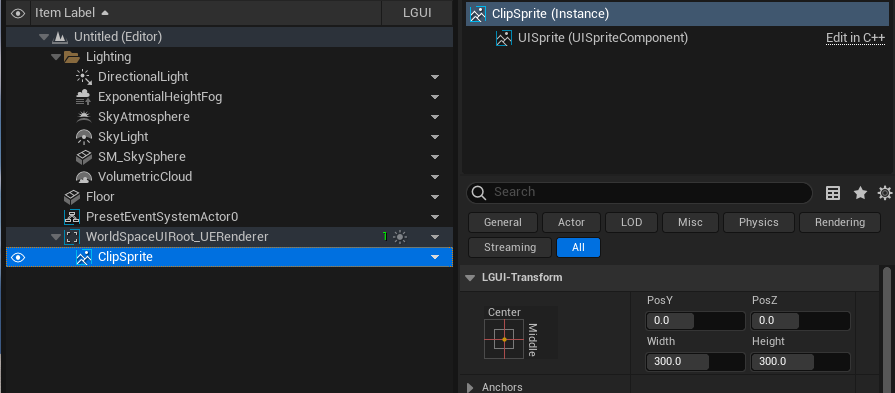 Item Label LGUI
Untitled (Editor)
Lighting
DirectionalLight
ExponentialHeightFog
SkyAtmosphere
SkyLight
SM_SkySphere
VolumetricCloud
Floor
PresetEventSystemActor0
WorldSpaceUIRoot_UERenderer 1
ClipSprite
ClipSprite (Instance)
UISprite (UISpriteComponent) Edit in C++
Search
General Actor LOD Misc Physics Rendering
Streaming All
LGUI-Transform
Center
Middle
PosY PosZ
0.0 0.0
Width Height
300.0 300.0
Anchors